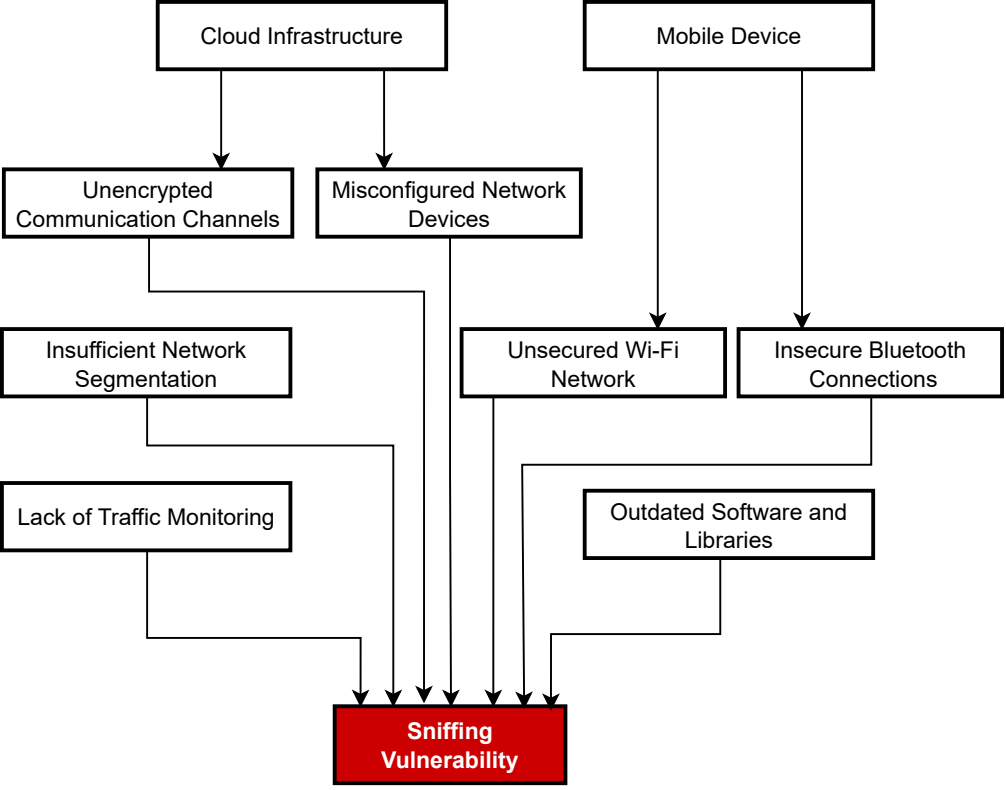 Cloud Infrastructure
Mobile Device
Unencrypted
Communication Channels
Misconfigured Network
Devices
Insufficient Network
Segmentation
Unsecured Wi-Fi
Network
Insecure Bluetooth
Connections
Lack of Traffic Monitoring
Outdated Software and
Libraries
Sniffing
Vulnerability